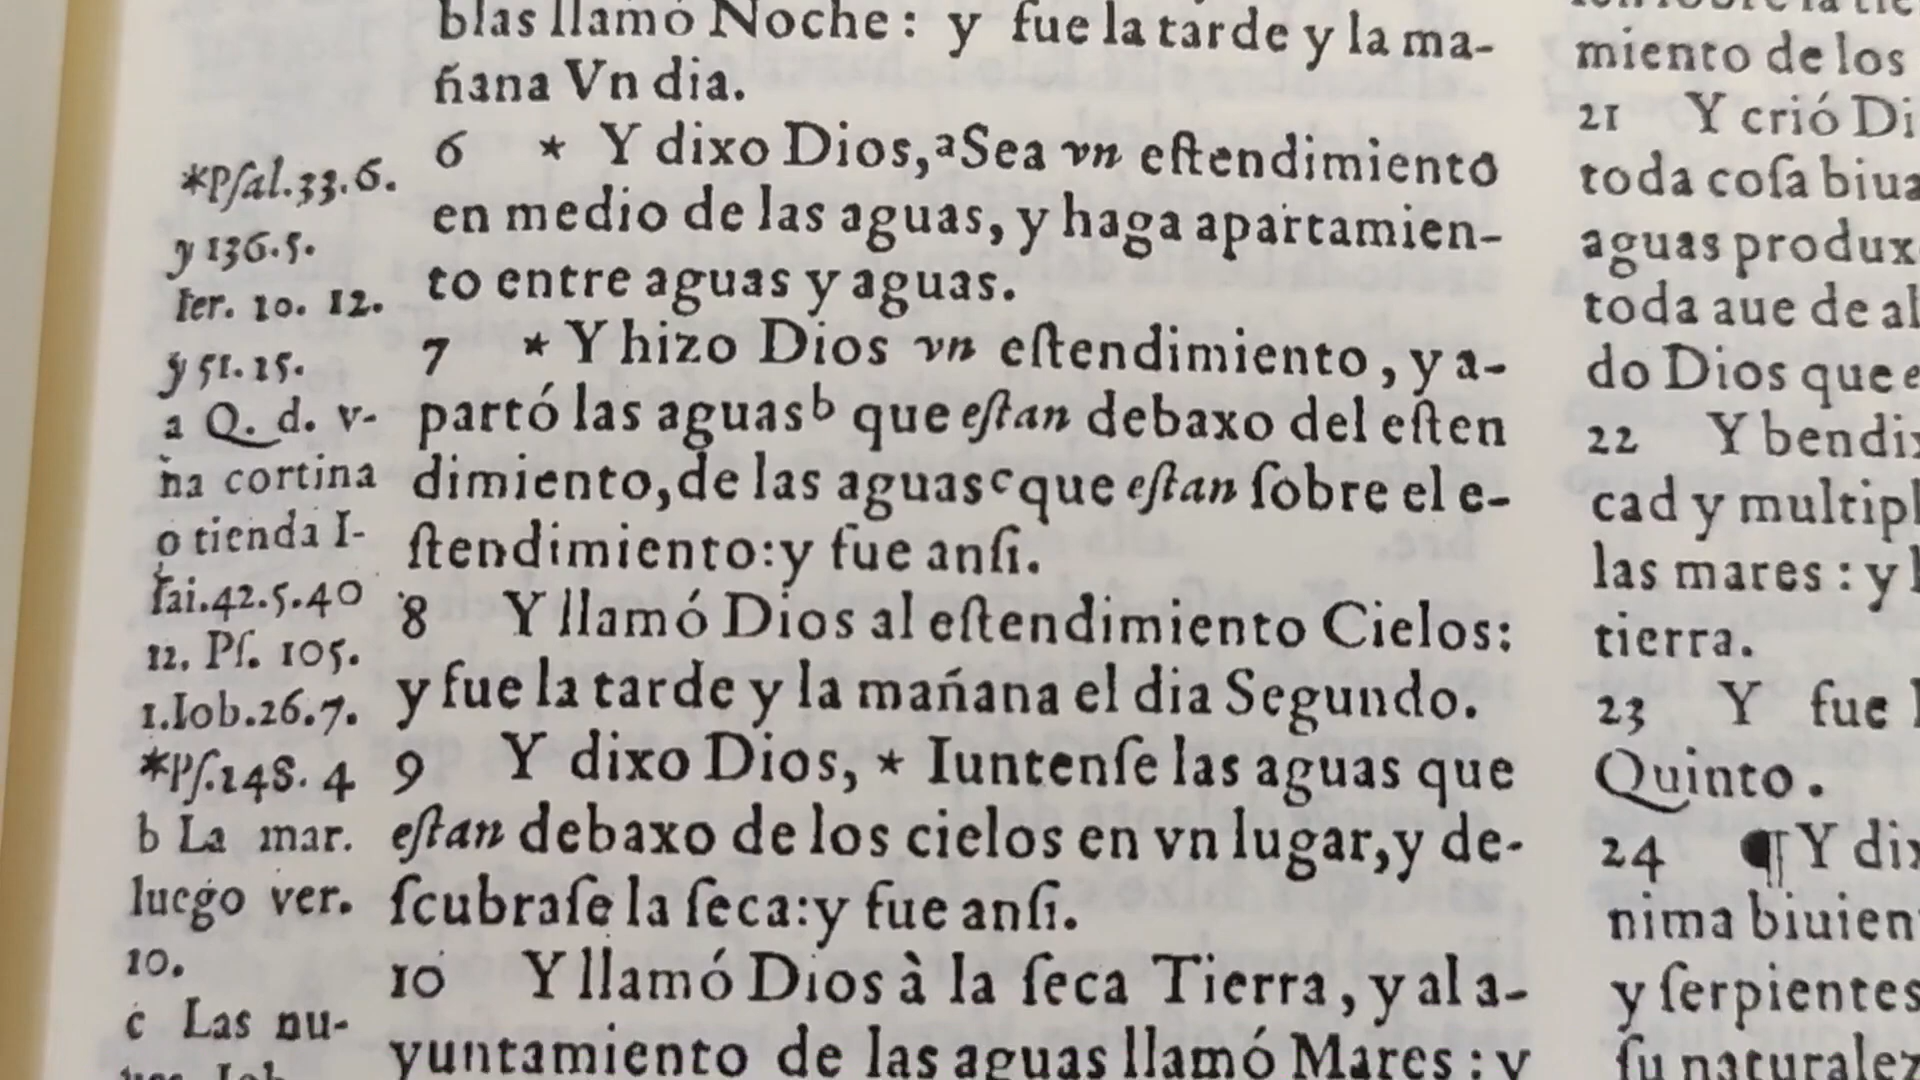 blas llamó Noche: y fue la tarde y la ma-
ñana Vn dia.
6 * Y dixo Dios, ª Sea vn eſtendimiento
en medio de las aguas, y haga apartamien-
to entre aguas y aguas.
7 * Y hizo Dios vn eſtendimiento, y a-
partó las aguas b que eſtan debaxo del eſten
dimiento, de las aguas c que eſtan ſobre el e-
ſtendimiento: y fue anſi.
8 Y llamó Dios al eſtendimiento Cielos:
y fue la tarde y la mañana el dia Segundo.
9 Y dixo Dios, * Iuntenſe las aguas que
eſtan debaxo de los cielos en vn lugar, y de-
ſcubraſe la ſeca: y fue anſi.
10 Y llamó Dios à la ſeca Tierra, y al a-
yuntamiento de las aguas llamó Mares: y
*Pſal.33.6.
y 136.5.
Ier. 10. 12.
y 51.15.
a Q. d. v-
na cortina
o tienda I-
ſai.42.5.40
12. Pſ. 105.
1.Iob.26.7.
*Pſ.148. 4
b La mar.
luego ver.
10.
c Las nu-
miento de los
21 Y crió Di
toda coſa biua
aguas produx
toda aue de al
do Dios que e
22 Y bendix
cad y multipl
las mares: y l
tierra.
23 Y fue l
Quinto.
24 ¶ Y dix
nima biuien
y ſerpientes
ſu naturalez